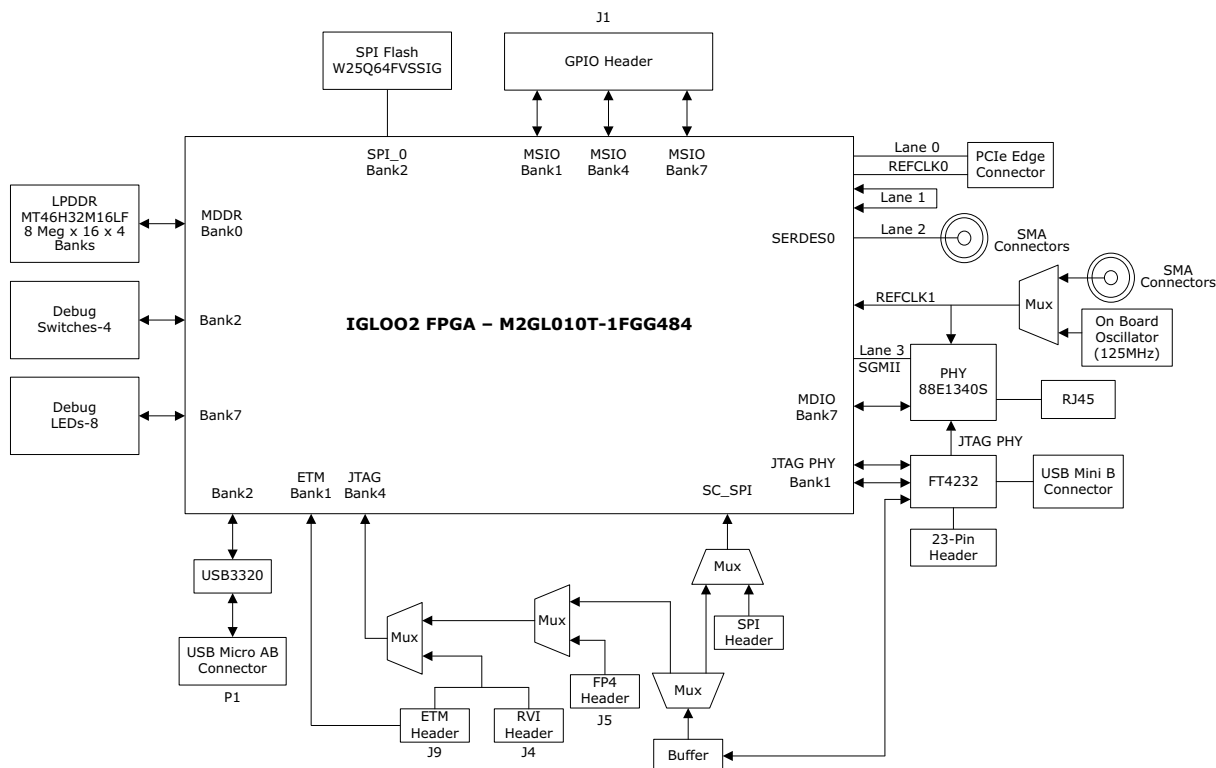 J1
SPI Flash
W25Q64FVSSIG
GPIO Header
SPI_0
Bank2
MSIO
Bank1
MSIO
Bank4
MSIO
Bank7
Lane 0
REFCLK0
PCIe Edge
Connector
Lane 1
LPDDR
MT46H32M16LF
8 Meg x 16 x 4
Banks
MDDR
Bank0
SERDES0
Lane 2
SMA
Connectors
SMA
Connectors
Debug
Switches-4
Bank2
IGLOO2 FPGA – M2GL010T-1FGG484
REFCLK1
Mux
On Board
Oscillator
(125MHz)
Lane 3
SGMII
PHY
88E1340S
RJ45
Debug
LEDs-8
Bank7
MDIO
Bank7
JTAG PHY
JTAG PHY
Bank1
FT4232
USB Mini B
Connector
23-Pin
Header
Bank2
ETM
Bank1
JTAG
Bank4
SC_SPI
USB3320
Mux
SPI
Header
Mux
Mux
USB Micro AB
Connector
P1
FP4
Header
J5
Mux
ETM
Header
J9
RVI
Header
J4
Buffer